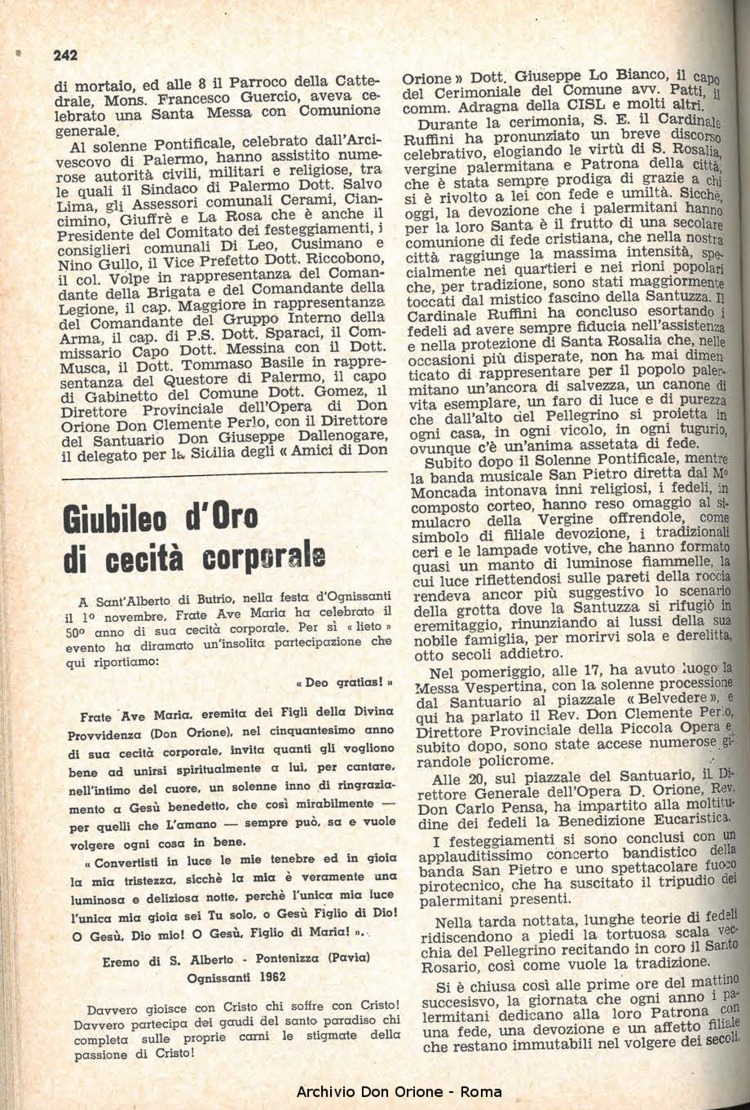 242
di mortaio, ed alle 8 il Parroco della Catte-
drale, Mons. Francesco Guercio, aveva ce-
lebrato una Santa Messa con Comunione
generale.
Al solenne Pontificale, celebrato dall'Arci-
vescovo di Palermo, hanno assistito nume-
rose autorità civili, militari e religiose, tra
le quali il Sindaco di Palermo Dott. Salvo
Lima, gli Assessori comunali Cerami, Cian-
cimino, Giuffrè e La Rosa che è anche il
Presidente del Comitato dei festeggiamenti, i
consiglieri comunali Di Leo, Cusimano e
Nino Gullo, il Vice Prefetto Dott. Riccobono,
il col. Volpe in rappresentanza del Coman-
dante della Brigata e del Comandante della
Legione, il cap. Maggiore in rappresentanza
del Comandante del Gruppo Interno della
Arma, il cap. di P.S. Dott. Sparaci, il Com-
missario Capo Dott. Messina con il Dott.
Musca, il Dott. Tommaso Basile in rappre-
sentanza del Questore di Palermo, il capo
di Gabinetto del Comune Dott. Gomez, il
Direttore Provinciale dell'Opera di Don
Orione Don Clemente Perlo, con il Direttore
del Santuario Don Giuseppe Dallenogare,
il delegato per la Sicilia degli « Amici di Don
Giubileo d'Oro
di cecità corporale
A Sant'Alberto di Butrio, nella festa d'Ognissanti
il 1º novembre, Frate Ave Maria ha celebrato il
50º anno di sua cecità corporale. Per sì « lieto »
evento ha diramato un'insolita partecipazione che
qui riportiamo:
« Deo gratias! »
Frate Ave Maria, eremita dei Figli della Divina
Provvidenza (Don Orione), nel cinquantesimo anno
di sua cecità corporale, invita quanti gli vogliono
bene ad unirsi spiritualmente a lui, per cantare,
nell'intimo del cuore, un solenne inno di ringrazia-
mento a Gesù benedetto, che così mirabilmente —
per quelli che L'amano — sempre può, sa e vuole
volgere ogni cosa in bene.
« Convertisti in luce le mie tenebre ed in gioia
la mia tristezza, sicchè la mia è veramente una
luminosa e deliziosa notte, perchè l'unica mia luce
l'unica mia gioia sei Tu solo, o Gesù Figlio di Dio!
O Gesù, Dio mio! O Gesù, Figlio di Maria! ».
Eremo di S. Alberto - Pontenizza (Pavia)
Ognissanti 1962
Davvero gioisce con Cristo chi soffre con Cristo!
Davvero partecipa dei gaudi del santo paradiso chi
completa sulle proprie carni le stigmate della
passione di Cristo!
Orione » Dott. Giuseppe Lo Bianco, il capo
del Cerimoniale del Comune avv. Patti, il
comm. Adragna della CISL e molti altri.
Durante la cerimonia, S. E. il Cardinale
Ruffini ha pronunziato un breve discorso
celebrativo, elogiando le virtù di S. Rosalia,
vergine palermitana e Patrona della città,
che è stata sempre prodiga di grazie a chi
si è rivolto a lei con fede e umiltà. Sicchè,
oggi, la devozione che i palermitani hanno
per la loro Santa è il frutto di una secolare
comunione di fede cristiana, che nella nostra
città raggiunge la massima intensità, spe-
cialmente nei quartieri e nei rioni popolari
che, per tradizione, sono stati maggiormente
toccati dal mistico fascino della Santuzza. Il
Cardinale Ruffini ha concluso esortando i
fedeli ad avere sempre fiducia nell'assistenza
e nella protezione di Santa Rosalia che, nelle
occasioni più disperate, non ha mai dimen-
ticato di rappresentare per il popolo paler-
mitano un'ancora di salvezza, un canone di
vita esemplare, un faro di luce e di purezza
che dall'alto del Pellegrino si proietta in
ogni casa, in ogni vicolo, in ogni tugurio,
ovunque c'è un'anima assetata di fede.
Subito dopo il Solenne Pontificale, mentre
la banda musicale San Pietro diretta dal Mº
Moncada intonava inni religiosi, i fedeli, in
composto corteo, hanno reso omaggio al si-
mulacro della Vergine offrendole, come
simbolo di filiale devozione, i tradizionali
ceri e le lampade votive, che hanno formato
quasi un manto di luminose fiammelle, la
cui luce riflettendosi sulle pareti della roccia
rendeva ancor più suggestivo lo scenario
della grotta dove la Santuzza si rifugiò in
eremitaggio, rinunziando ai lussi della sua
nobile famiglia, per morirvi sola e derelitta,
otto secoli addietro.
Nel pomeriggio, alle 17, ha avuto luogo la
Messa Vespertina, con la solenne processione
dal Santuario al piazzale « Belvedere », e
qui ha parlato il Rev. Don Clemente Perlo,
Direttore Provinciale della Piccola Opera e
subito dopo, sono state accese numerose gi-
randole policrome.
Alle 20, sul piazzale del Santuario, il Di-
rettore Generale dell'Opera D. Orione, Rev.
Don Carlo Pensa, ha impartito alla moltitu-
dine dei fedeli la Benedizione Eucaristica.
I festeggiamenti si sono conclusi con un
applauditissimo concerto bandistico della
banda San Pietro e uno spettacolare fuoco
pirotecnico, che ha suscitato il tripudio dei
palermitani presenti.
Nella tarda nottata, lunghe teorie di fedeli
ridiscendono a piedi la tortuosa scala vec-
chia del Pellegrino recitando in coro il Santo
Rosario, così come vuole la tradizione.
Si è chiusa così alle prime ore del mattino
succesisvo, la giornata che ogni anno i pa-
lermitani dedicano alla loro Patrona con
una fede, una devozione e un affetto filiale
che restano immutabili nel volgere dei secoli.
Archivio Don Orione - Roma